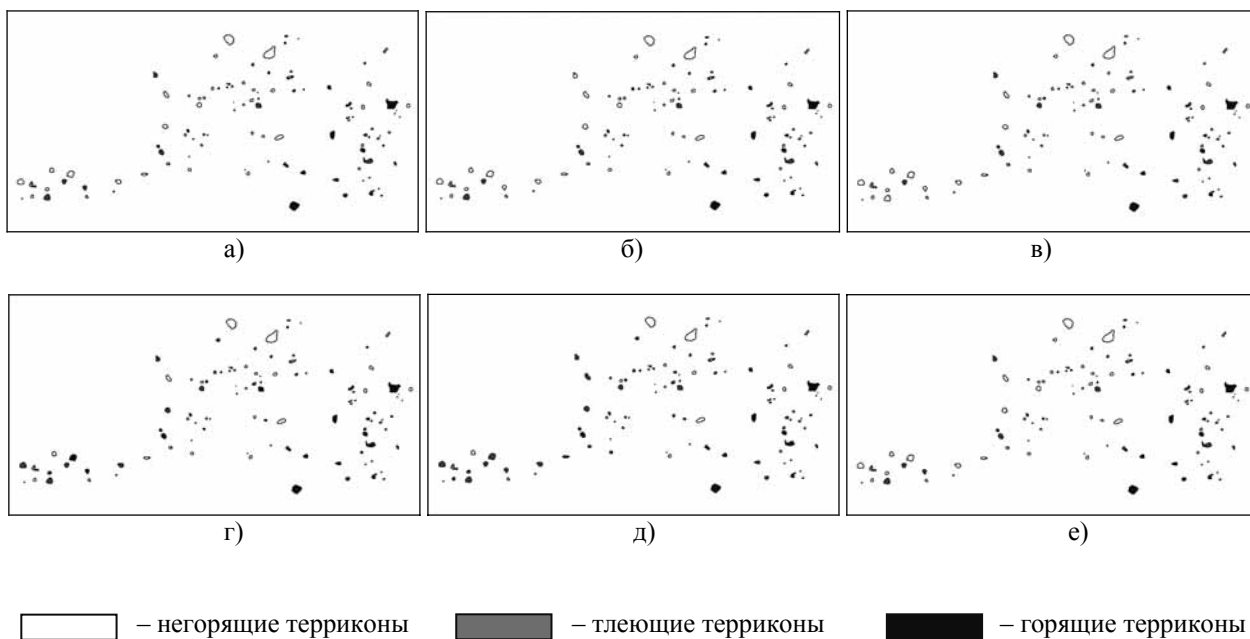 а) б) в)
г) д) е)
– негорящие терриконы – тлеющие терриконы – горящие терриконы